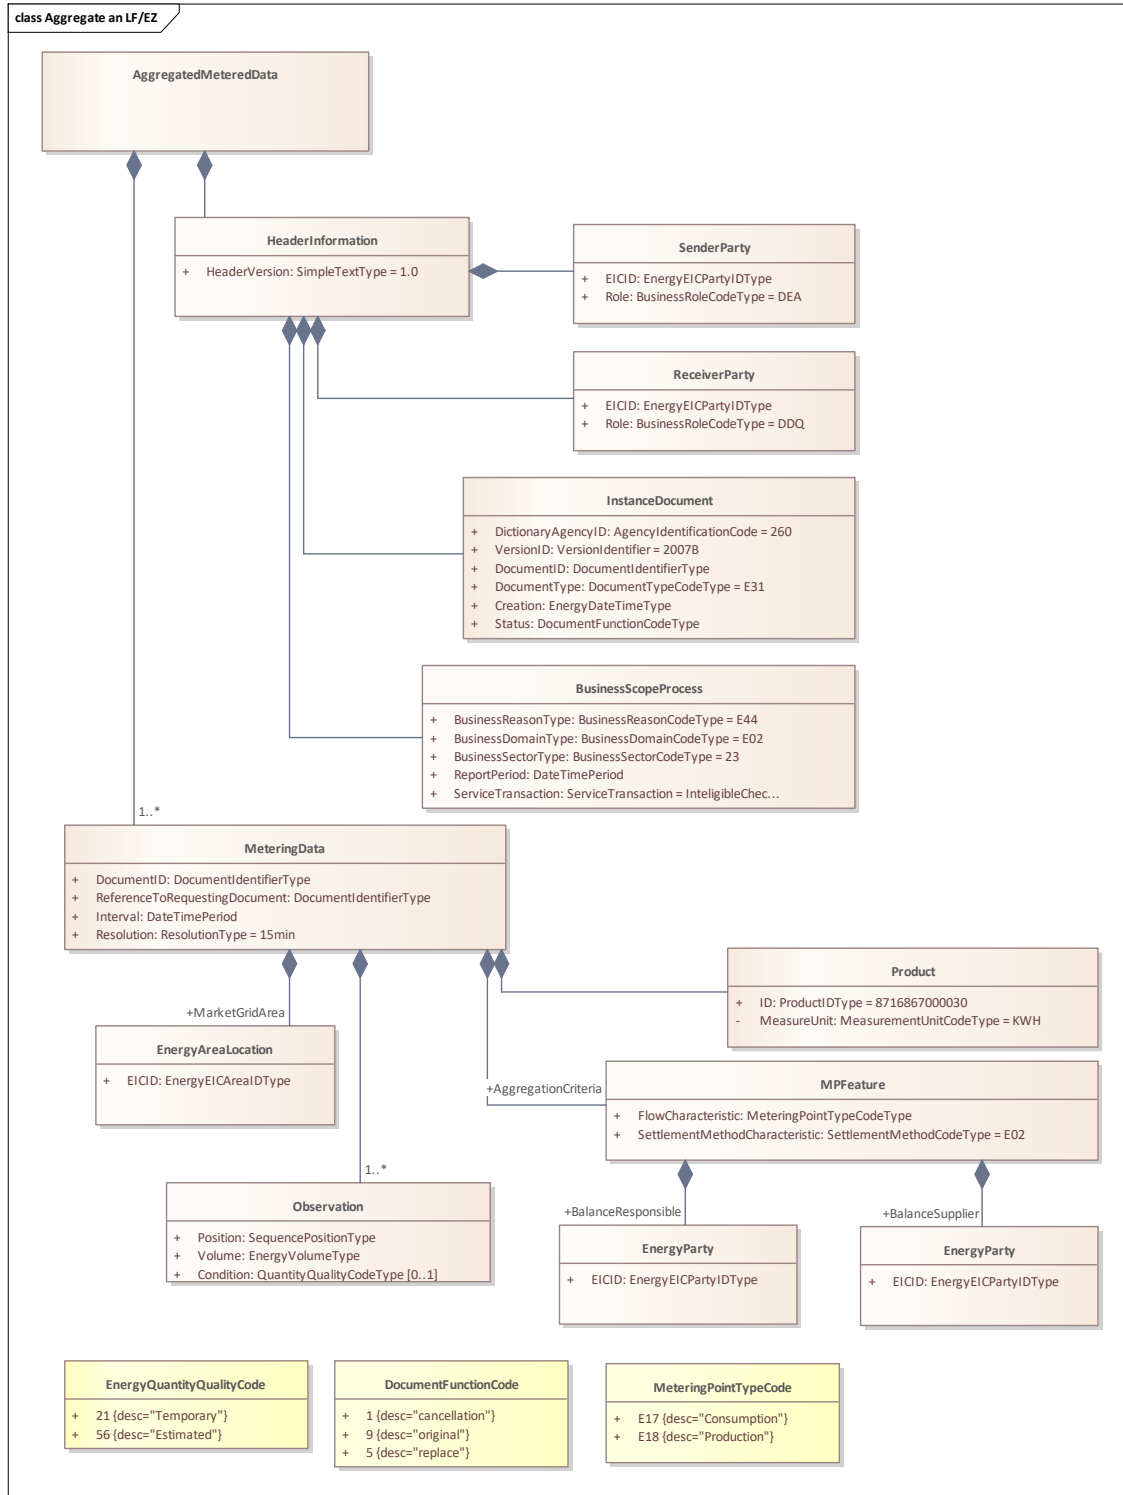 class Aggregate an LF/EZ
AggregatedMeteredData
HeaderInformation
+ HeaderVersion: SimpleTextType = 1.0
SenderParty
+ EICID: EnergyEICPartyIDType
+ Role: BusinessRoleCodeType = DEA
ReceiverParty
+ EICID: EnergyEICPartyIDType
+ Role: BusinessRoleCodeType = DDQ
InstanceDocument
+ DictionaryAgencyID: AgencyIdentificationCode = 260
+ VersionID: VersionIdentifier = 2007B
+ DocumentID: DocumentIdentifierType
+ DocumentType: DocumentTypeCodeType = E31
+ Creation: EnergyDateTimeType
+ Status: DocumentFunctionCodeType
BusinessScopeProcess
+ BusinessReasonType: BusinessReasonCodeType = E44
+ BusinessDomainType: BusinessDomainCodeType = E02
+ BusinessSectorType: BusinessSectorCodeType = 23
+ ReportPeriod: DateTimePeriod
+ ServiceTransaction: ServiceTransaction = InteligibleChec...
1..*
MeteringData
+ DocumentID: DocumentIdentifierType
+ ReferenceToRequestingDocument: DocumentIdentifierType
+ Interval: DateTimePeriod
+ Resolution: ResolutionType = 15min
Product
+ ID: ProductIDType = 8716867000030
- MeasureUnit: MeasurementUnitCodeType = KWH
+MarketGridArea
EnergyAreaLocation
+ EICID: EnergyEICAreaIDType
+AggregationCriteria
MPFeature
+ FlowCharacteristic: MeteringPointTypeCodeType
+ SettlementMethodCharacteristic: SettlementMethodCodeType = E02
1..*
Observation
+ Position: SequencePositionType
+ Volume: EnergyVolumeType
+ Condition: QuantityQualityCodeType [0..1]
+BalanceResponsible
EnergyParty
+ EICID: EnergyEICPartyIDType
+BalanceSupplier
EnergyParty
+ EICID: EnergyEICPartyIDType
EnergyQuantityQualityCode
+ 21 {desc="Temporary"}
+ 56 {desc="Estimated"}
DocumentFunctionCode
+ 1 {desc="cancellation"}
+ 9 {desc="original"}
+ 5 {desc="replace"}
MeteringPointTypeCode
+ E17 {desc="Consumption"}
+ E18 {desc="Production"}